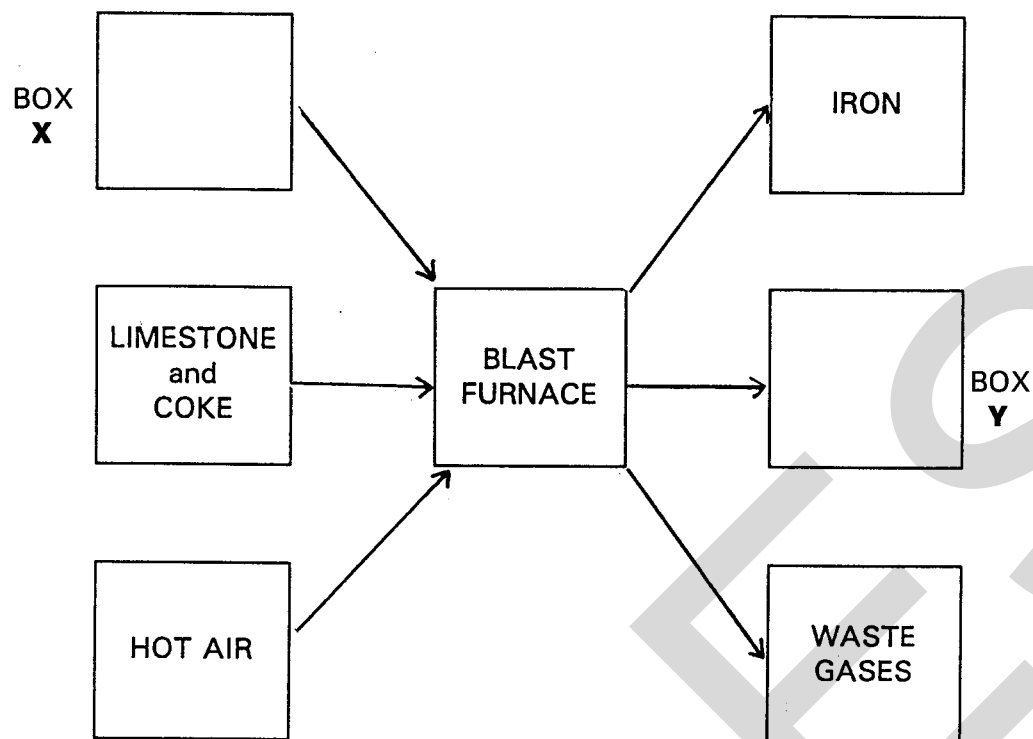 BOX
X
IRON
LIMESTONE
and
COKE
BLAST
FURNACE
BOX
Y
HOT AIR
WASTE
GASES